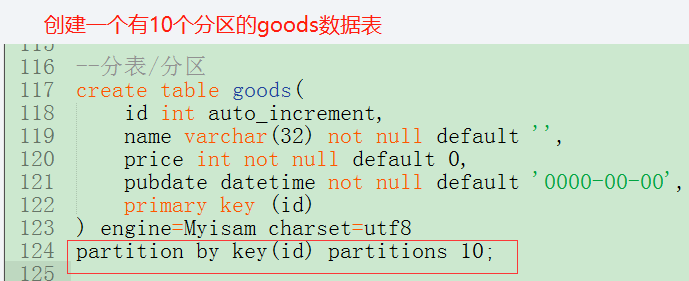 创建一个有10个分区的goods数据表
115
116 --分表/分区
117 create table goods(
118     id int auto_increment,
119     name varchar(32) not null default '',
120     price int not null default 0,
121     pubdate datetime not null default '0000-00-00',
122     primary key (id)
123 ) engine=Myisam charset=utf8
124 partition by key(id) partitions 10;
125